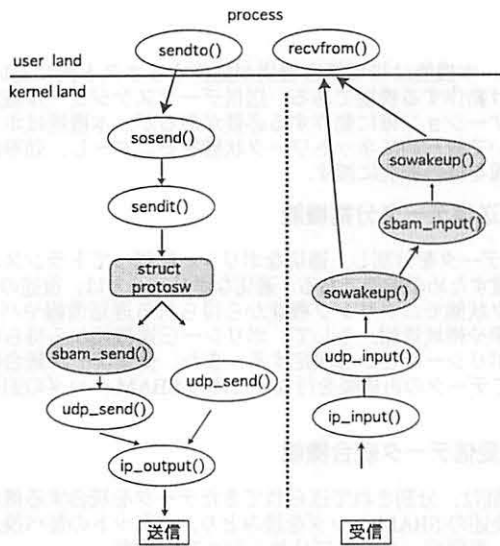 process
sendto()
recvfrom()
user land
kernel land
sosend()
sendit()
struct
protosw
sbam_send()
udp_send()
udp_send()
ip_output()
送信
sowakeup()
sbam_input()
sowakeup()
udp_input()
ip_input()
受信